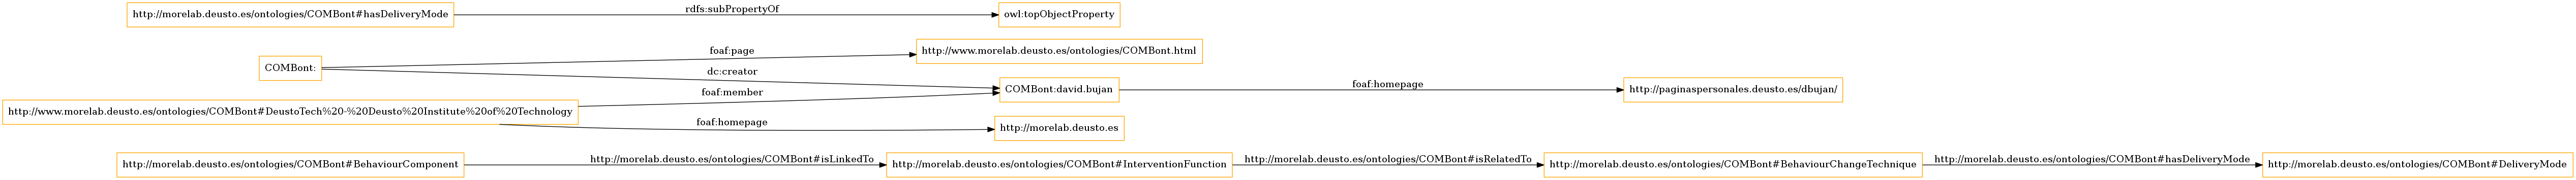 http://morelab.deusto.es/ontologies/COMBont#hasDeliveryMode
rdfs:subPropertyOf
owl:topObjectProperty
COMBont:
foaf:page
http://www.morelab.deusto.es/ontologies/COMBont.html
dc:creator
COMBont:david.bujan
foaf:homepage
http://paginaspersonales.deusto.es/dbujan/
http://www.morelab.deusto.es/ontologies/COMBont#DeustoTech%20-%20Deusto%20Institute%20of%20Technology
foaf:member
foaf:homepage
http://morelab.deusto.es
http://morelab.deusto.es/ontologies/COMBont#BehaviourComponent
http://morelab.deusto.es/ontologies/COMBont#isLinkedTo
http://morelab.deusto.es/ontologies/COMBont#InterventionFunction
http://morelab.deusto.es/ontologies/COMBont#isRelatedTo
http://morelab.deusto.es/ontologies/COMBont#BehaviourChangeTechnique
http://morelab.deusto.es/ontologies/COMBont#hasDeliveryMode
http://morelab.deusto.es/ontologies/COMBont#DeliveryMode